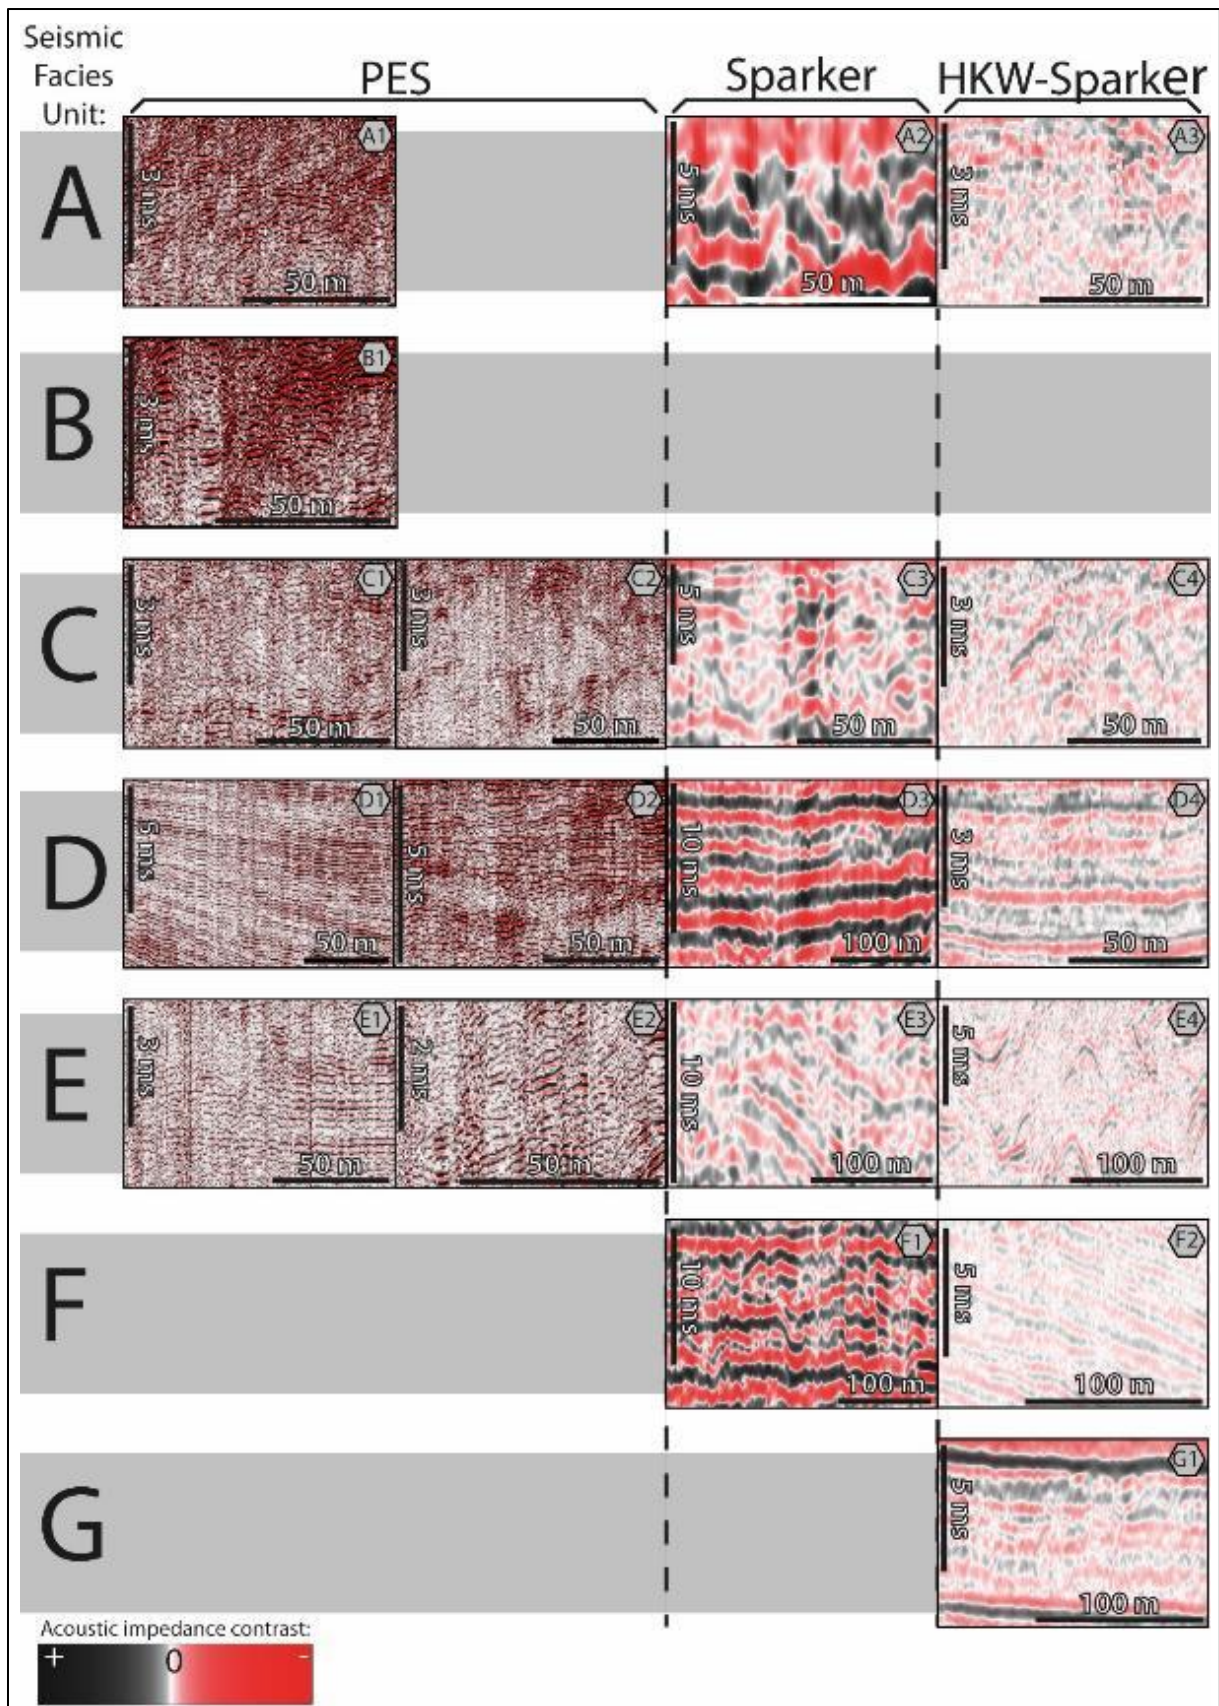 Seismic
Facies
Unit:
PES
Sparker
HKW-Sparker
A
A1
3 ms
50 m
A2
5 ms
50 m
A3
3 ms
50 m
B
B1
3 ms
50 m
C
C1
3 ms
50 m
C2
3 ms
50 m
C3
5 ms
50 m
C4
3 ms
50 m
D
D1
5 ms
50 m
D2
5 ms
50 m
D3
10 ms
100 m
D4
3 ms
50 m
E
E1
3 ms
50 m
E2
2 ms
50 m
E3
10 ms
100 m
E4
5 ms
100 m
F
F1
10 ms
100 m
F2
5 ms
100 m
G
G1
5 ms
100 m
Acoustic impedance contrast:
+ 0 -